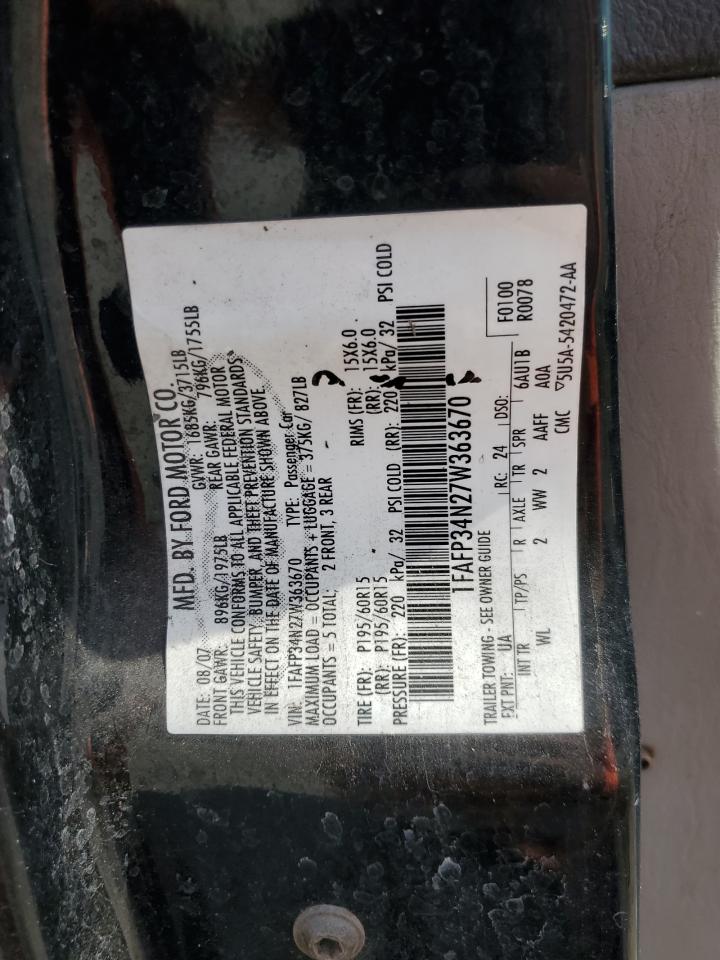 MFD. BY FORD MOTOR CO.
DATE: 08/07 GVWR: 1685KG/3715LB
FRONT GAWR: 896KG/1975LB REAR GAWR: 796KG/1755LB
THIS VEHICLE CONFORMS TO ALL APPLICABLE FEDERAL MOTOR
VEHICLE SAFETY, BUMPER, AND THEFT PREVENTION STANDARDS
IN EFFECT ON THE DATE OF MANUFACTURE SHOWN ABOVE.
VIN: 1FAFP34N27W363670 TYPE: Passenger Car
MAXIMUM LOAD = OCCUPANTS + LUGGAGE = 375KG/ 827LB
OCCUPANTS = 5 TOTAL: 2 FRONT, 3 REAR
TIRE (FR): P195/60R15 RIMS (FR): 15X6.0
(RR): P195/60R15 (RR): 15X6.0
PRESSURE (FR): 220 kPa/ 32 PSI COLD (RR): 220 kPa/ 32 PSI COLD
1FAFP34N27W363670
TRAILER TOWING - SEE OWNER GUIDE F0100
EXT PNT: UA RC: 24 DSO: R0078
INT TR TP/PS R AXLE TR SPR 6AU1B
WL 2 WW 2 AAFF A0A
CMC ▽5U5A-5420472-AA